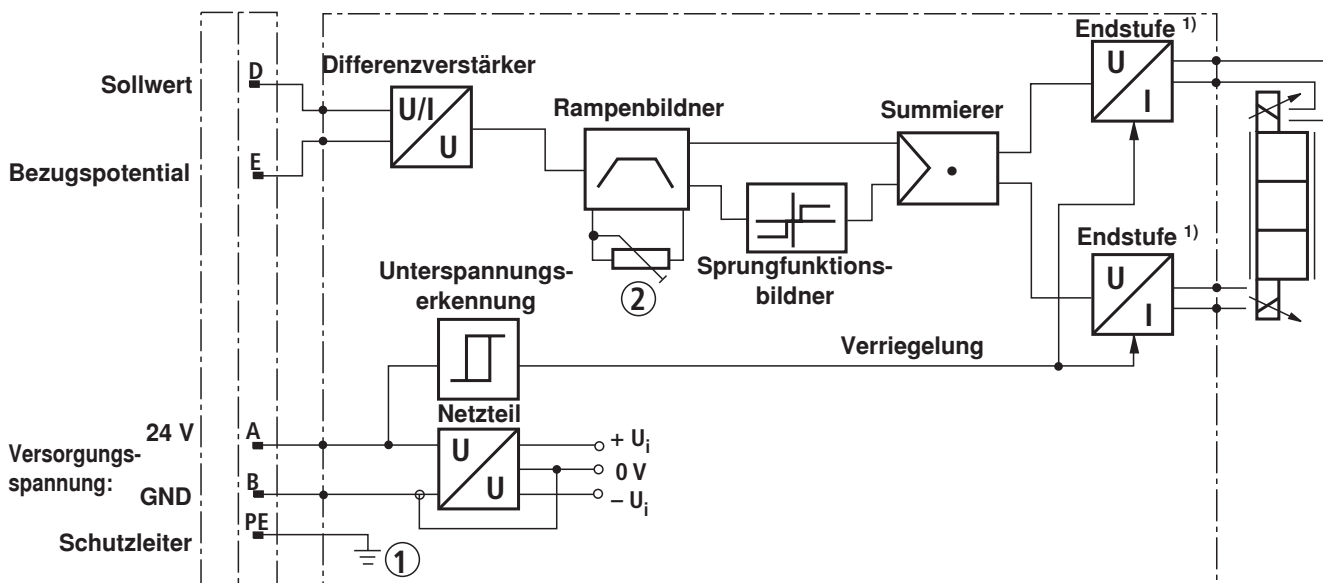 Endstufe 1)
Differenzverstärker
Sollwert
D
U/I
U
Rampenbildner
Summierer
U
I
E
Bezugspotential
Endstufe 1)
Unterspannungs-
erkennung
2
Sprungfunktions-
bildner
U
I
Verriegelung
Netzteil
24 V
A
Versorgungs-
spannung:
GND
B
U
U
+ Ui
0 V
– Ui
PE
Schutzleiter
1